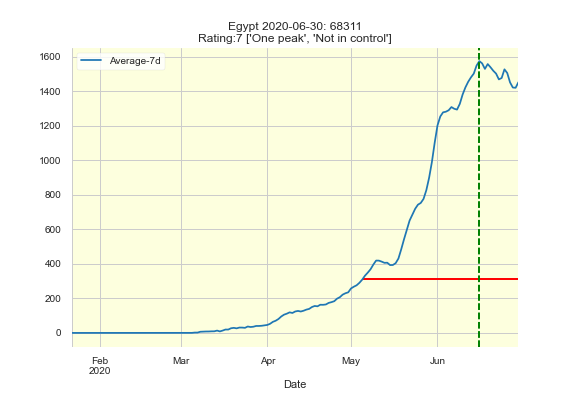 Egypt 2020-06-30: 68311
Rating:7 ['One peak', 'Not in control']
Average-7d
1600
1400
1200
1000
800
600
400
200
0
Feb
2020
Mar
Apr
May
Jun
Date